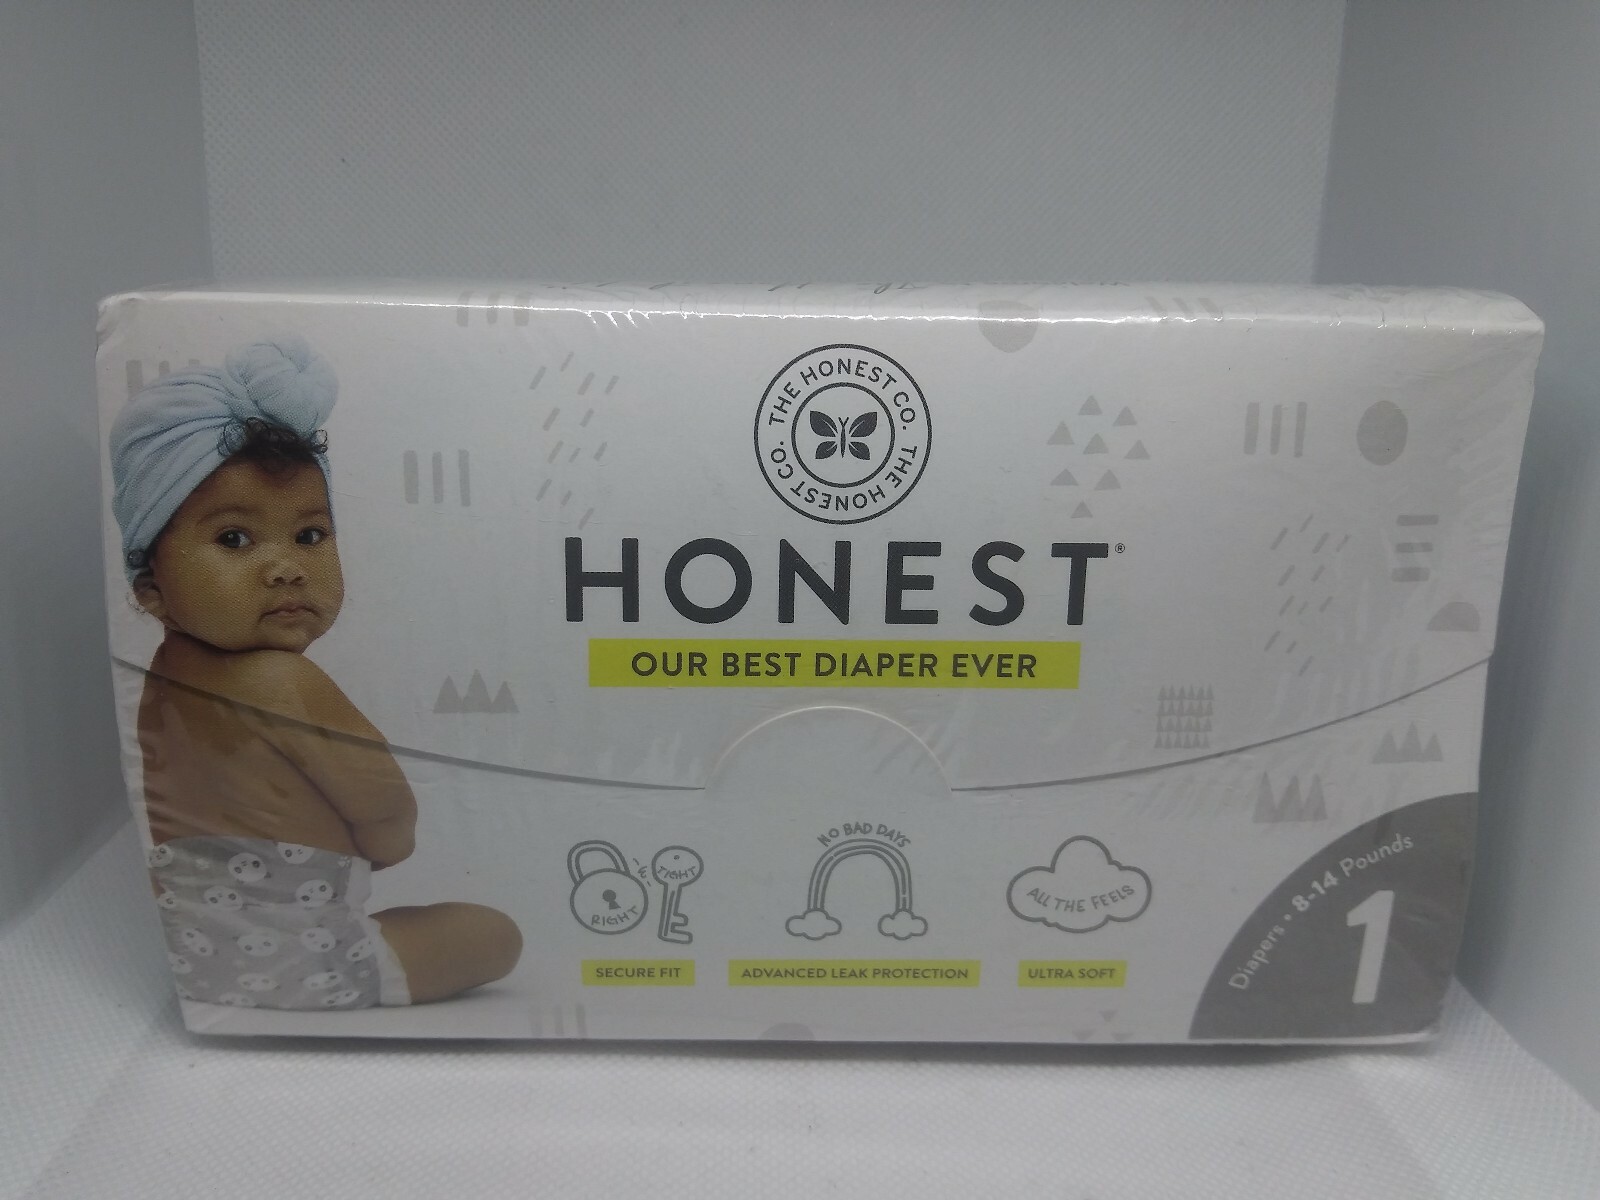 THE HONEST CO. THE HONEST CO.
HONEST®
OUR BEST DIAPER EVER
RIGHT & TIGHT
NO BAD DAYS
ALL THE FEELS
SECURE FIT
ADVANCED LEAK PROTECTION
ULTRA SOFT
Diapers • 8-14 Pounds
1